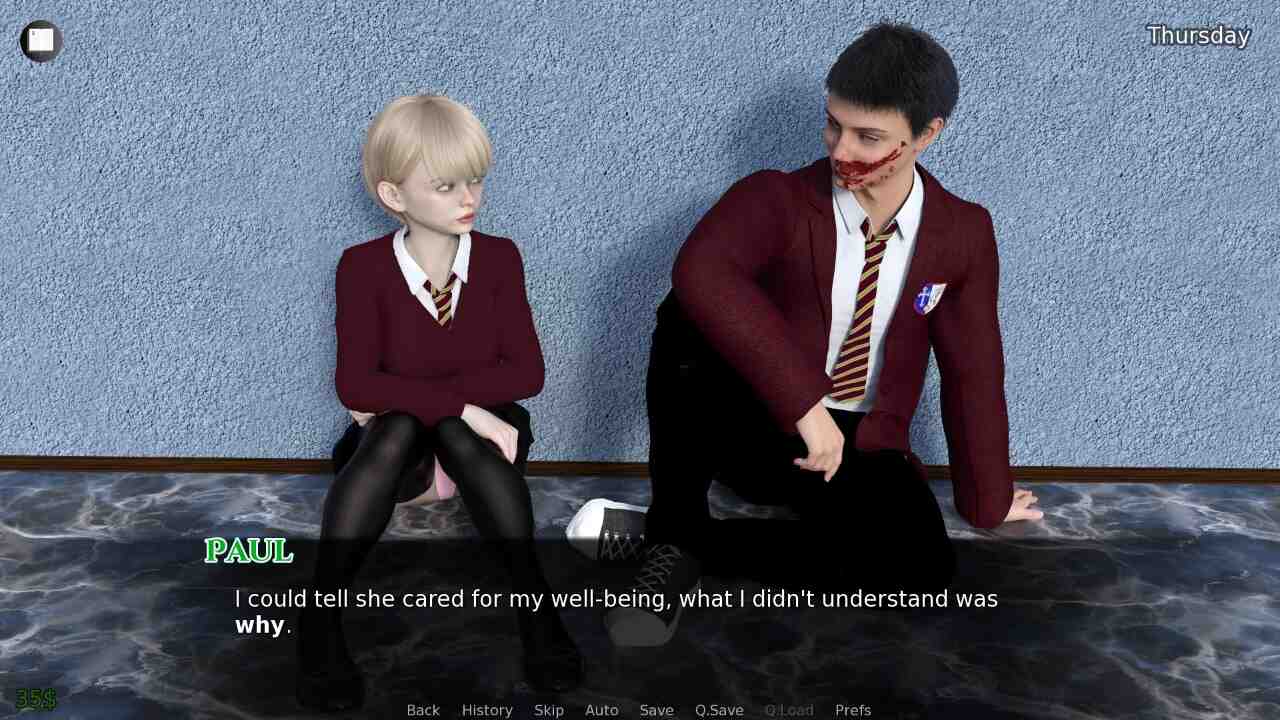 Thursday
PAUL
I could tell she cared for my well-being, what I didn't understand was
why.
35$
Back History Skip Auto Save Q.Save Q.Load Prefs